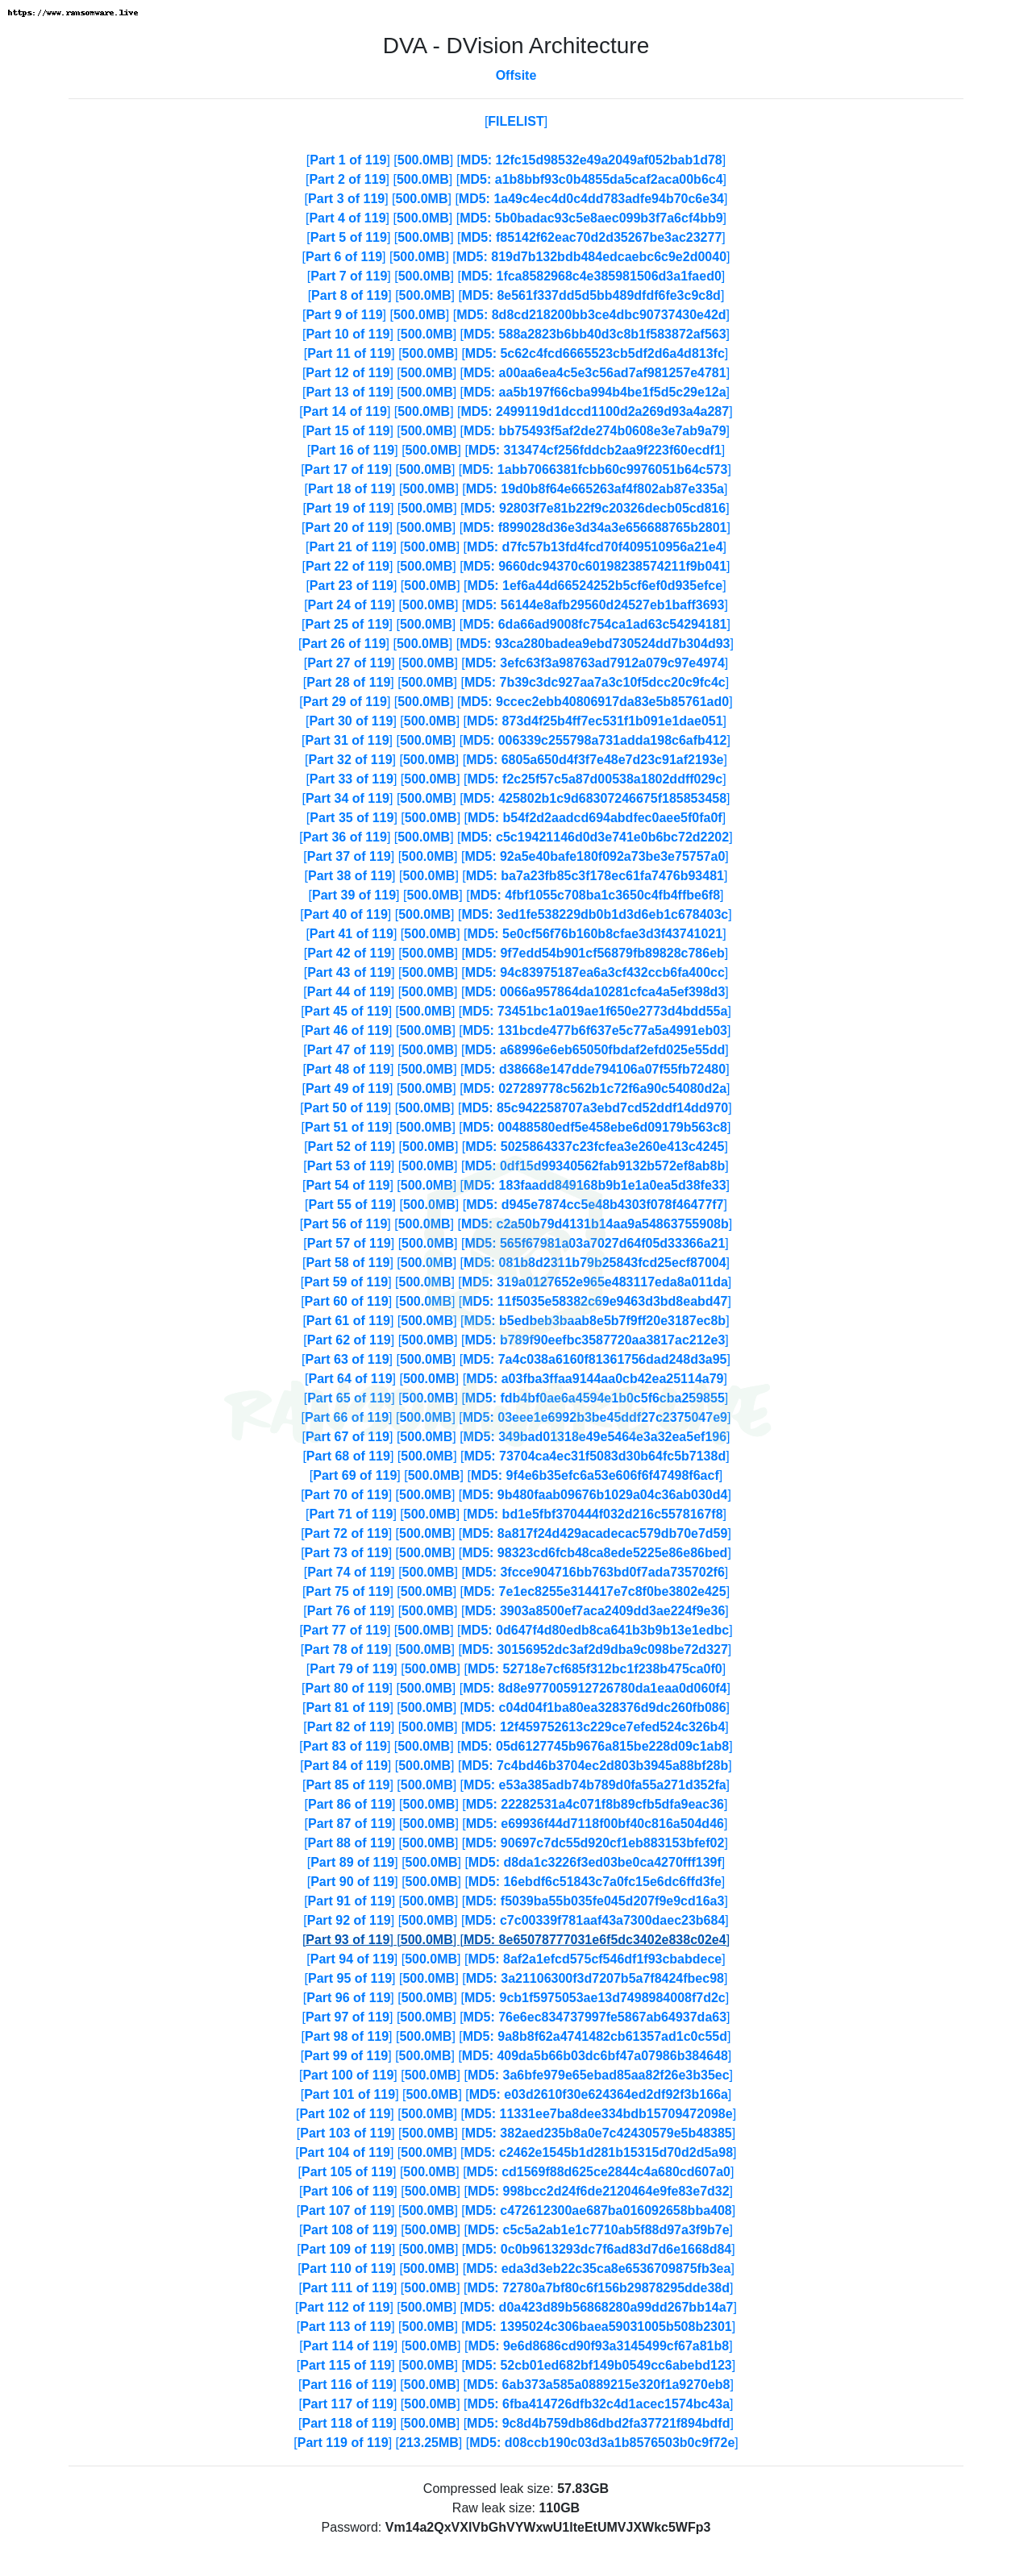 https://www.ransomware.live
DVA - DVision Architecture
Offsite
[FILELIST]
[Part 1 of 119] [500.0MB] [MD5: 12fc15d98532e49a2049af052bab1d78]
[Part 2 of 119] [500.0MB] [MD5: a1b8bbf93c0b4855da5caf2aca00b6c4]
[Part 3 of 119] [500.0MB] [MD5: 1a49c4ec4d0c4dd783adfe94b70c6e34]
[Part 4 of 119] [500.0MB] [MD5: 5b0badac93c5e8aec099b3f7a6cf4bb9]
[Part 5 of 119] [500.0MB] [MD5: f85142f62eac70d2d35267be3ac23277]
[Part 6 of 119] [500.0MB] [MD5: 819d7b132bdb484edcaebc6c9e2d0040]
[Part 7 of 119] [500.0MB] [MD5: 1fca8582968c4e385981506d3a1faed0]
[Part 8 of 119] [500.0MB] [MD5: 8e561f337dd5d5bb489dfdf6fe3c9c8d]
[Part 9 of 119] [500.0MB] [MD5: 8d8cd218200bb3ce4dbc90737430e42d]
[Part 10 of 119] [500.0MB] [MD5: 588a2823b6bb40d3c8b1f583872af563]
[Part 11 of 119] [500.0MB] [MD5: 5c62c4fcd6665523cb5df2d6a4d813fc]
[Part 12 of 119] [500.0MB] [MD5: a00aa6ea4c5e3c56ad7af981257e4781]
[Part 13 of 119] [500.0MB] [MD5: aa5b197f66cba994b4be1f5d5c29e12a]
[Part 14 of 119] [500.0MB] [MD5: 2499119d1dccd1100d2a269d93a4a287]
[Part 15 of 119] [500.0MB] [MD5: bb75493f5af2de274b0608e3e7ab9a79]
[Part 16 of 119] [500.0MB] [MD5: 313474cf256fddcb2aa9f223f60ecdf1]
[Part 17 of 119] [500.0MB] [MD5: 1abb7066381fcbb60c9976051b64c573]
[Part 18 of 119] [500.0MB] [MD5: 19d0b8f64e665263af4f802ab87e335a]
[Part 19 of 119] [500.0MB] [MD5: 92803f7e81b22f9c20326decb05cd816]
[Part 20 of 119] [500.0MB] [MD5: f899028d36e3d34a3e656688765b2801]
[Part 21 of 119] [500.0MB] [MD5: d7fc57b13fd4fcd70f409510956a21e4]
[Part 22 of 119] [500.0MB] [MD5: 9660dc94370c60198238574211f9b041]
[Part 23 of 119] [500.0MB] [MD5: 1ef6a44d66524252b5cf6ef0d935efce]
[Part 24 of 119] [500.0MB] [MD5: 56144e8afb29560d24527eb1baff3693]
[Part 25 of 119] [500.0MB] [MD5: 6da66ad9008fc754ca1ad63c54294181]
[Part 26 of 119] [500.0MB] [MD5: 93ca280badea9ebd730524dd7b304d93]
[Part 27 of 119] [500.0MB] [MD5: 3efc63f3a98763ad7912a079c97e4974]
[Part 28 of 119] [500.0MB] [MD5: 7b39c3dc927aa7a3c10f5dcc20c9fc4c]
[Part 29 of 119] [500.0MB] [MD5: 9ccec2ebb40806917da83e5b85761ad0]
[Part 30 of 119] [500.0MB] [MD5: 873d4f25b4ff7ec531f1b091e1dae051]
[Part 31 of 119] [500.0MB] [MD5: 006339c255798a731adda198c6afb412]
[Part 32 of 119] [500.0MB] [MD5: 6805a650d4f3f7e48e7d23c91af2193e]
[Part 33 of 119] [500.0MB] [MD5: f2c25f57c5a87d00538a1802ddff029c]
[Part 34 of 119] [500.0MB] [MD5: 425802b1c9d68307246675f185853458]
[Part 35 of 119] [500.0MB] [MD5: b54f2d2aadcd694abdfec0aee5f0fa0f]
[Part 36 of 119] [500.0MB] [MD5: c5c19421146d0d3e741e0b6bc72d2202]
[Part 37 of 119] [500.0MB] [MD5: 92a5e40bafe180f092a73be3e75757a0]
[Part 38 of 119] [500.0MB] [MD5: ba7a23fb85c3f178ec61fa7476b93481]
[Part 39 of 119] [500.0MB] [MD5: 4fbf1055c708ba1c3650c4fb4ffbe6f8]
[Part 40 of 119] [500.0MB] [MD5: 3ed1fe538229db0b1d3d6eb1c678403c]
[Part 41 of 119] [500.0MB] [MD5: 5e0cf56f76b160b8cfae3d3f43741021]
[Part 42 of 119] [500.0MB] [MD5: 9f7edd54b901cf56879fb89828c786eb]
[Part 43 of 119] [500.0MB] [MD5: 94c83975187ea6a3cf432ccb6fa400cc]
[Part 44 of 119] [500.0MB] [MD5: 0066a957864da10281cfca4a5ef398d3]
[Part 45 of 119] [500.0MB] [MD5: 73451bc1a019ae1f650e2773d4bdd55a]
[Part 46 of 119] [500.0MB] [MD5: 131bcde477b6f637e5c77a5a4991eb03]
[Part 47 of 119] [500.0MB] [MD5: a68996e6eb65050fbdaf2efd025e55dd]
[Part 48 of 119] [500.0MB] [MD5: d38668e147dde794106a07f55fb72480]
[Part 49 of 119] [500.0MB] [MD5: 027289778c562b1c72f6a90c54080d2a]
[Part 50 of 119] [500.0MB] [MD5: 85c942258707a3ebd7cd52ddf14dd970]
[Part 51 of 119] [500.0MB] [MD5: 00488580edf5e458ebe6d09179b563c8]
[Part 52 of 119] [500.0MB] [MD5: 5025864337c23fcfea3e260e413c4245]
[Part 53 of 119] [500.0MB] [MD5: 0df15d99340562fab9132b572ef8ab8b]
[Part 54 of 119] [500.0MB] [MD5: 183faadd849168b9b1e1a0ea5d38fe33]
[Part 55 of 119] [500.0MB] [MD5: d945e7874cc5e48b4303f078f46477f7]
[Part 56 of 119] [500.0MB] [MD5: c2a50b79d4131b14aa9a54863755908b]
[Part 57 of 119] [500.0MB] [MD5: 565f67981a03a7027d64f05d33366a21]
[Part 58 of 119] [500.0MB] [MD5: 081b8d2311b79b25843fcd25ecf87004]
[Part 59 of 119] [500.0MB] [MD5: 319a0127652e965e483117eda8a011da]
[Part 60 of 119] [500.0MB] [MD5: 11f5035e58382c69e9463d3bd8eabd47]
[Part 61 of 119] [500.0MB] [MD5: b5edbeb3baab8e5b7f9ff20e3187ec8b]
[Part 62 of 119] [500.0MB] [MD5: b789f90eefbc3587720aa3817ac212e3]
[Part 63 of 119] [500.0MB] [MD5: 7a4c038a6160f81361756dad248d3a95]
[Part 64 of 119] [500.0MB] [MD5: a03fba3ffaa9144aa0cb42ea25114a79]
[Part 65 of 119] [500.0MB] [MD5: fdb4bf0ae6a4594e1b0c5f6cba259855]
[Part 66 of 119] [500.0MB] [MD5: 03eee1e6992b3be45ddf27c2375047e9]
[Part 67 of 119] [500.0MB] [MD5: 349bad01318e49e5464e3a32ea5ef196]
[Part 68 of 119] [500.0MB] [MD5: 73704ca4ec31f5083d30b64fc5b7138d]
[Part 69 of 119] [500.0MB] [MD5: 9f4e6b35efc6a53e606f6f47498f6acf]
[Part 70 of 119] [500.0MB] [MD5: 9b480faab09676b1029a04c36ab030d4]
[Part 71 of 119] [500.0MB] [MD5: bd1e5fbf370444f032d216c5578167f8]
[Part 72 of 119] [500.0MB] [MD5: 8a817f24d429acadecac579db70e7d59]
[Part 73 of 119] [500.0MB] [MD5: 98323cd6fcb48ca8ede5225e86e86bed]
[Part 74 of 119] [500.0MB] [MD5: 3fcce904716bb763bd0f7ada735702f6]
[Part 75 of 119] [500.0MB] [MD5: 7e1ec8255e314417e7c8f0be3802e425]
[Part 76 of 119] [500.0MB] [MD5: 3903a8500ef7aca2409dd3ae224f9e36]
[Part 77 of 119] [500.0MB] [MD5: 0d647f4d80edb8ca641b3b9b13e1edbc]
[Part 78 of 119] [500.0MB] [MD5: 30156952dc3af2d9dba9c098be72d327]
[Part 79 of 119] [500.0MB] [MD5: 52718e7cf685f312bc1f238b475ca0f0]
[Part 80 of 119] [500.0MB] [MD5: 8d8e977005912726780da1eaa0d060f4]
[Part 81 of 119] [500.0MB] [MD5: c04d04f1ba80ea328376d9dc260fb086]
[Part 82 of 119] [500.0MB] [MD5: 12f459752613c229ce7efed524c326b4]
[Part 83 of 119] [500.0MB] [MD5: 05d6127745b9676a815be228d09c1ab8]
[Part 84 of 119] [500.0MB] [MD5: 7c4bd46b3704ec2d803b3945a88bf28b]
[Part 85 of 119] [500.0MB] [MD5: e53a385adb74b789d0fa55a271d352fa]
[Part 86 of 119] [500.0MB] [MD5: 22282531a4c071f8b89cfb5dfa9eac36]
[Part 87 of 119] [500.0MB] [MD5: e69936f44d7118f00bf40c816a504d46]
[Part 88 of 119] [500.0MB] [MD5: 90697c7dc55d920cf1eb883153bfef02]
[Part 89 of 119] [500.0MB] [MD5: d8da1c3226f3ed03be0ca4270fff139f]
[Part 90 of 119] [500.0MB] [MD5: 16ebdf6c51843c7a0fc15e6dc6ffd3fe]
[Part 91 of 119] [500.0MB] [MD5: f5039ba55b035fe045d207f9e9cd16a3]
[Part 92 of 119] [500.0MB] [MD5: c7c00339f781aaf43a7300daec23b684]
[Part 93 of 119] [500.0MB] [MD5: 8e65078777031e6f5dc3402e838c02e4]
[Part 94 of 119] [500.0MB] [MD5: 8af2a1efcd575cf546df1f93cbabdece]
[Part 95 of 119] [500.0MB] [MD5: 3a21106300f3d7207b5a7f8424fbec98]
[Part 96 of 119] [500.0MB] [MD5: 9cb1f5975053ae13d7498984008f7d2c]
[Part 97 of 119] [500.0MB] [MD5: 76e6ec834737997fe5867ab64937da63]
[Part 98 of 119] [500.0MB] [MD5: 9a8b8f62a4741482cb61357ad1c0c55d]
[Part 99 of 119] [500.0MB] [MD5: 409da5b66b03dc6bf47a07986b384648]
[Part 100 of 119] [500.0MB] [MD5: 3a6bfe979e65ebad85aa82f26e3b35ec]
[Part 101 of 119] [500.0MB] [MD5: e03d2610f30e624364ed2df92f3b166a]
[Part 102 of 119] [500.0MB] [MD5: 11331ee7ba8dee334bdb15709472098e]
[Part 103 of 119] [500.0MB] [MD5: 382aed235b8a0e7c42430579e5b48385]
[Part 104 of 119] [500.0MB] [MD5: c2462e1545b1d281b15315d70d2d5a98]
[Part 105 of 119] [500.0MB] [MD5: cd1569f88d625ce2844c4a680cd607a0]
[Part 106 of 119] [500.0MB] [MD5: 998bcc2d24f6de2120464e9fe83e7d32]
[Part 107 of 119] [500.0MB] [MD5: c472612300ae687ba016092658bba408]
[Part 108 of 119] [500.0MB] [MD5: c5c5a2ab1e1c7710ab5f88d97a3f9b7e]
[Part 109 of 119] [500.0MB] [MD5: 0c0b9613293dc7f6ad83d7d6e1668d84]
[Part 110 of 119] [500.0MB] [MD5: eda3d3eb22c35ca8e6536709875fb3ea]
[Part 111 of 119] [500.0MB] [MD5: 72780a7bf80c6f156b29878295dde38d]
[Part 112 of 119] [500.0MB] [MD5: d0a423d89b56868280a99dd267bb14a7]
[Part 113 of 119] [500.0MB] [MD5: 1395024c306baea59031005b508b2301]
[Part 114 of 119] [500.0MB] [MD5: 9e6d8686cd90f93a3145499cf67a81b8]
[Part 115 of 119] [500.0MB] [MD5: 52cb01ed682bf149b0549cc6abebd123]
[Part 116 of 119] [500.0MB] [MD5: 6ab373a585a0889215e320f1a9270eb8]
[Part 117 of 119] [500.0MB] [MD5: 6fba414726dfb32c4d1acec1574bc43a]
[Part 118 of 119] [500.0MB] [MD5: 9c8d4b759db86dbd2fa37721f894bdfd]
[Part 119 of 119] [213.25MB] [MD5: d08ccb190c03d3a1b8576503b0c9f72e]
Compressed leak size: 57.83GB
Raw leak size: 110GB
Password: Vm14a2QxVXlVbGhVYWxwU1lteEtUMVJXWkc5WFp3